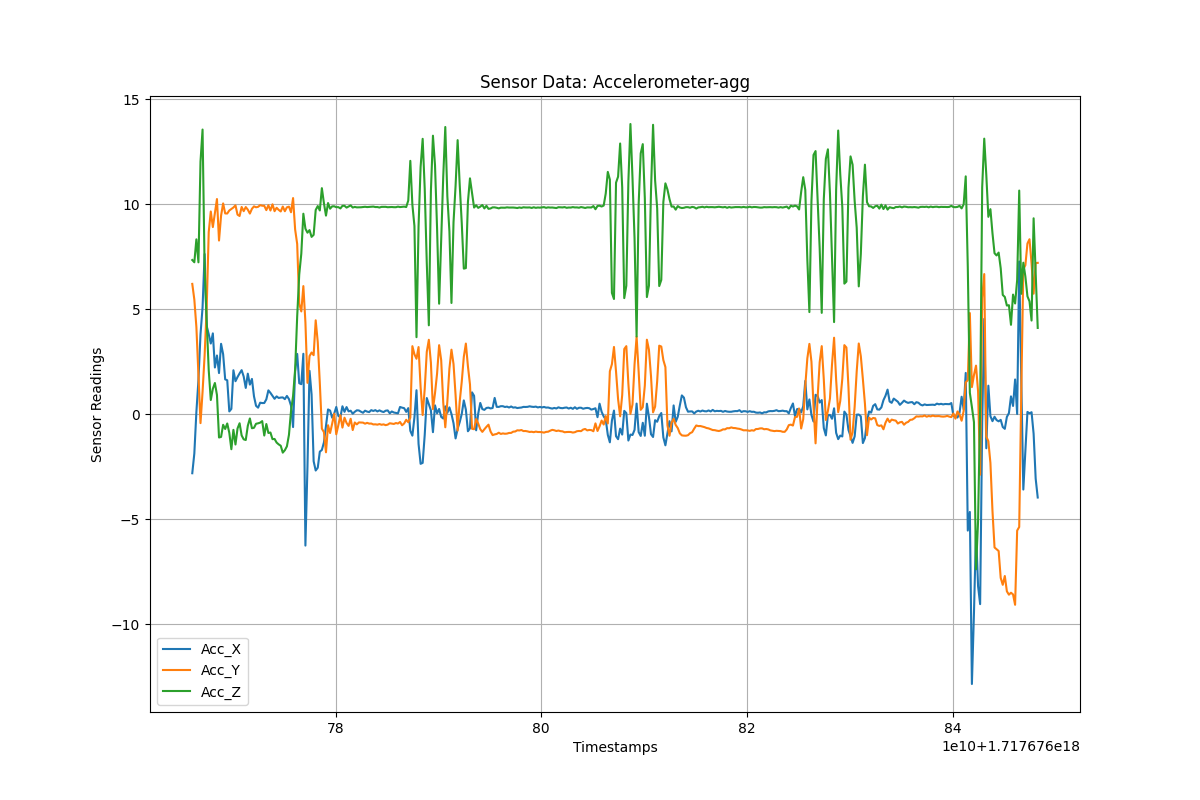 Sensor Data: Accelerometer-agg
15
10
5
0
−5
−10
Sensor Readings
Acc_X
Acc_Y
Acc_Z
78
80
82
84
Timestamps
1e10+1.717676e18